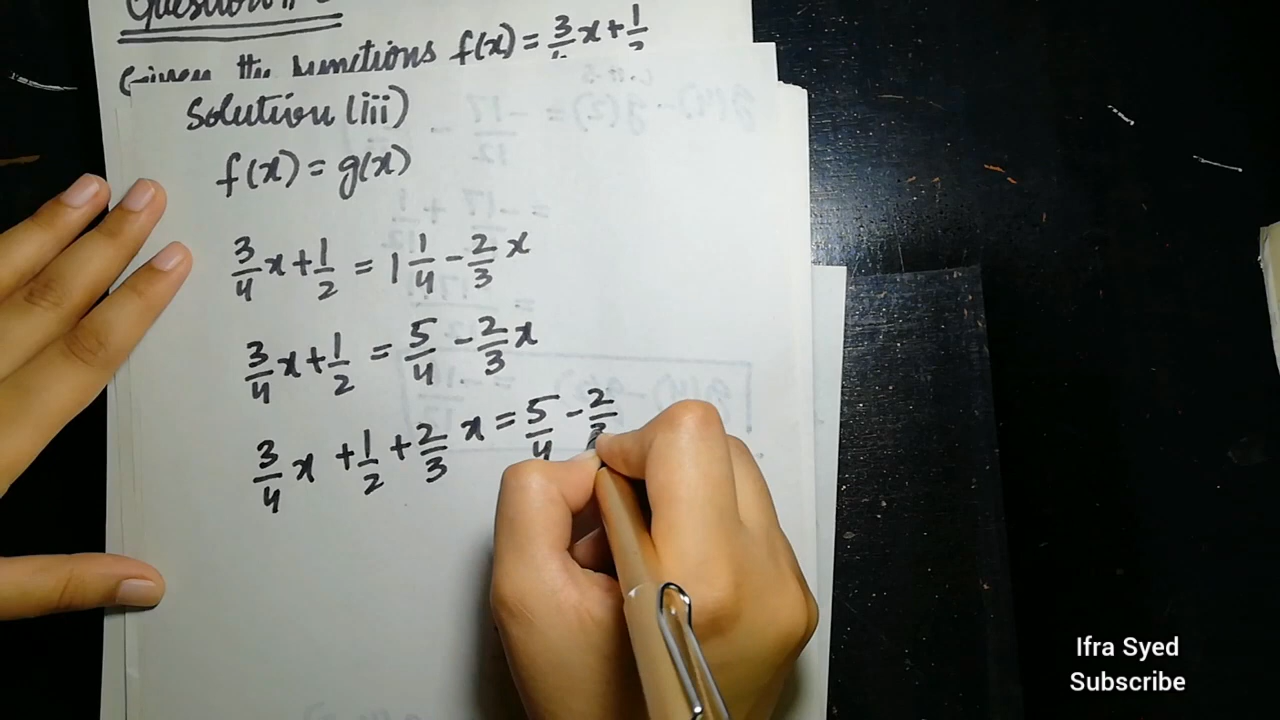 Question
Given the functions f(x) = 3/4 x + 1/2
Solution (iii)
f(x) = g(x)
3/4 x + 1/2 = 1 1/4 - 2/3 x
3/4 x + 1/2 = 5/4 - 2/3 x
3/4 x + 1/2 + 2/3 x = 5/4 - 2/3
Ifra Syed
Subscribe